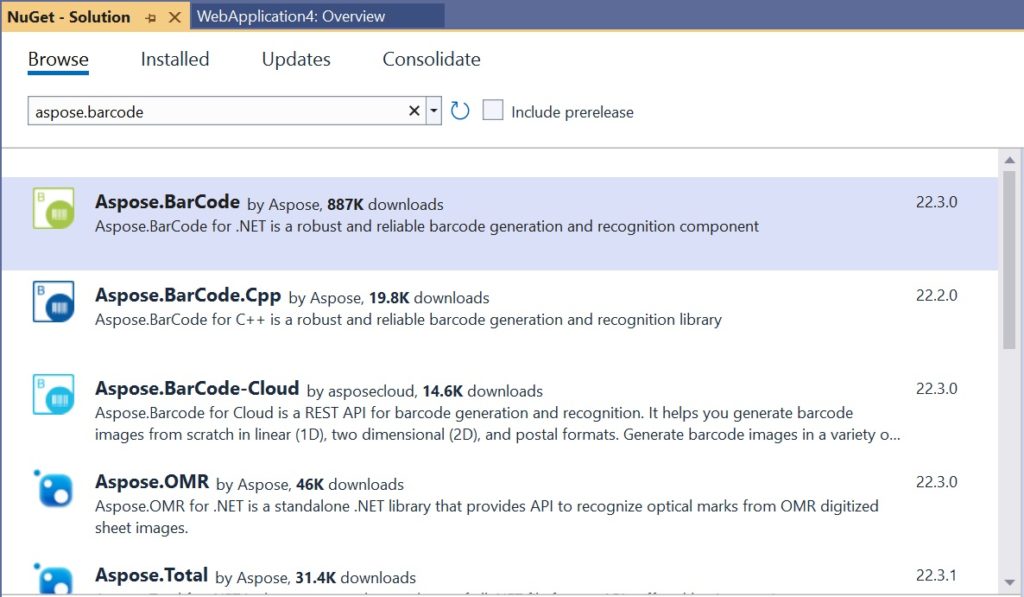 NuGet - Solution
WebApplication4: Overview
Browse Installed Updates Consolidate
aspose.barcode
Include prerelease
B
Aspose.BarCode by Aspose, 887K downloads 22.3.0
Aspose.BarCode for .NET is a robust and reliable barcode generation and recognition component
B
Aspose.BarCode.Cpp by Aspose, 19.8K downloads 22.2.0
Aspose.BarCode for C++ is a robust and reliable barcode generation and recognition library
B
Aspose.BarCode-Cloud by asposecloud, 14.6K downloads 22.3.0
Aspose.Barcode for Cloud is a REST API for barcode generation and recognition. It helps you generate barcode
images from scratch in linear (1D), two dimensional (2D), and postal formats. Generate barcode images in a variety o...
Aspose.OMR by Aspose, 46K downloads 22.3.0
Aspose.OMR for .NET is a standalone .NET library that provides API to recognize optical marks from OMR digitized
sheet images.
Aspose.Total by Aspose, 31.4K downloads 22.3.1